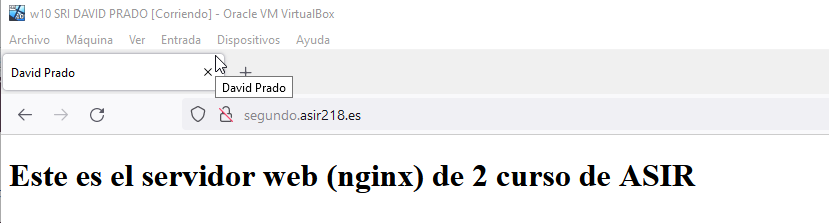 w10 SRI DAVID PRADO [Corriendo] - Oracle VM VirtualBox
Archivo Máquina Ver Entrada Dispositivos Ayuda
David Prado
David Prado
segundo.asir218.es
Este es el servidor web (nginx) de 2 curso de ASIR